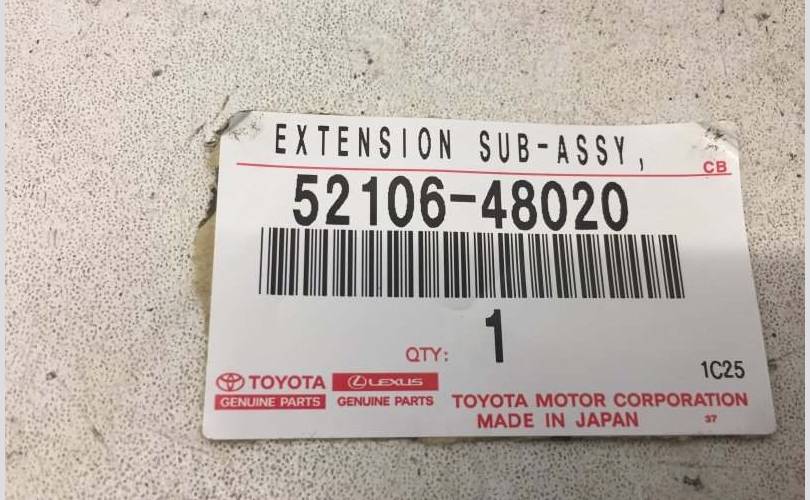 EXTENSION SUB-ASSY,
CB
52106-48020
QTY: 1
1C25
TOYOTA LEXUS
GENUINE PARTS GENUINE PARTS
TOYOTA MOTOR CORPORATION
MADE IN JAPAN 37